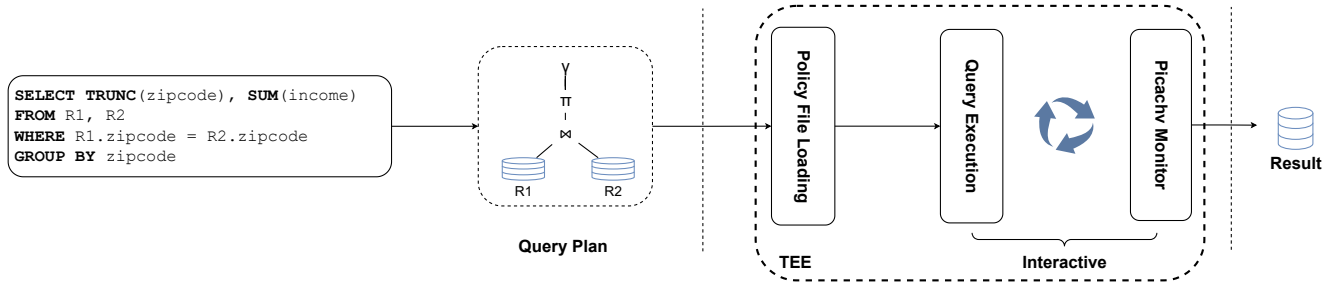 SELECT TRUNC(zipcode), SUM(income)
FROM R1, R2
WHERE R1.zipcode = R2.zipcode
GROUP BY zipcode
γ
π
⋈
R1
R2
Query Plan
Policy File Loading
Query Execution
Picachv Monitor
TEE
Interactive
Result